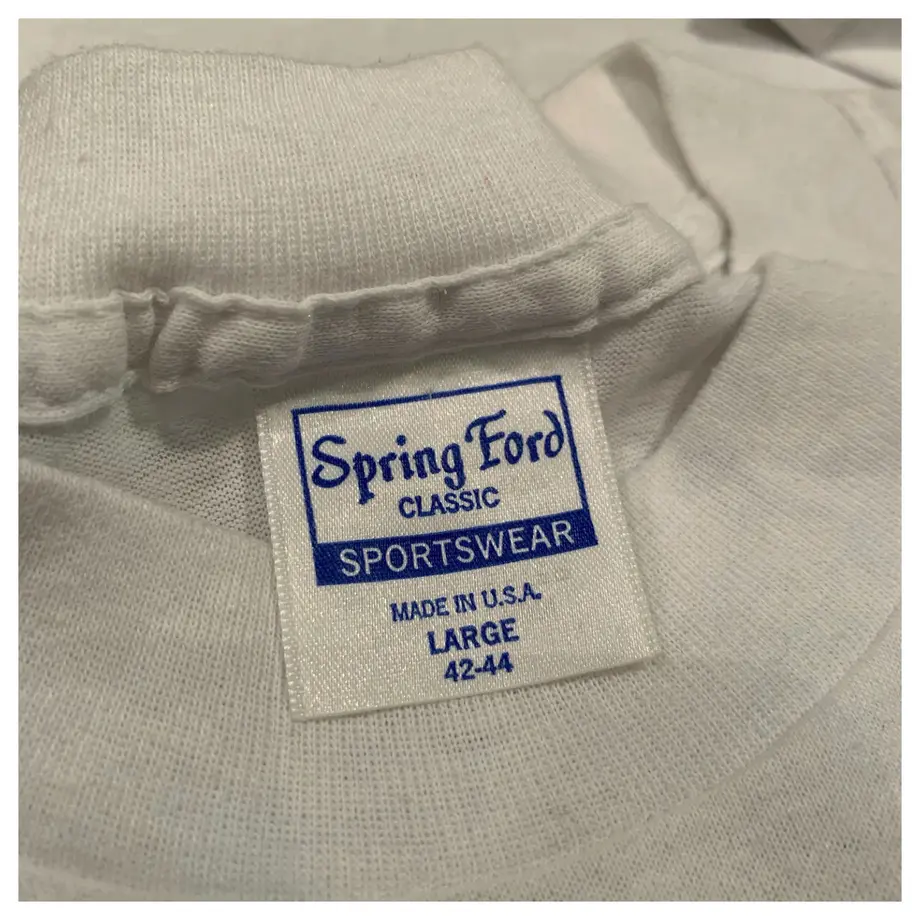 Spring Ford
CLASSIC
SPORTSWEAR
MADE IN U.S.A.
LARGE
42-44